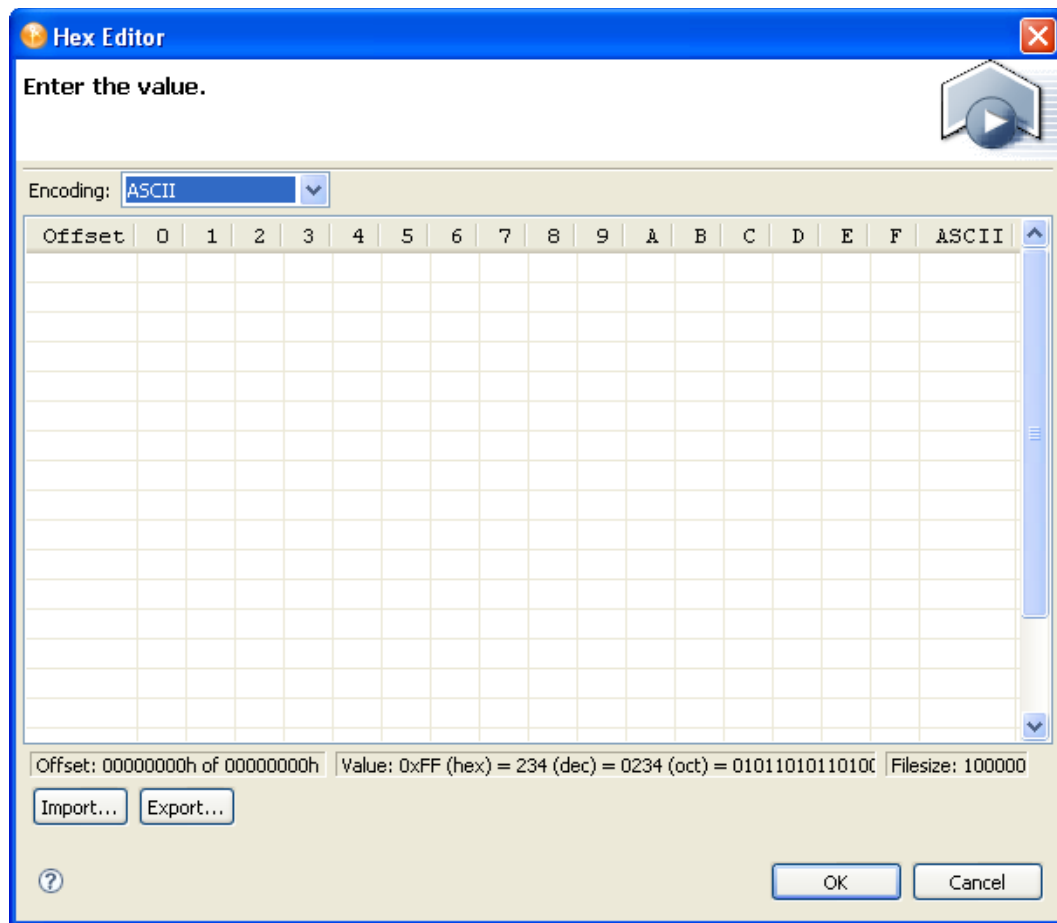 Hex Editor
Enter the value.
Encoding: ASCII
Offset 0 1 2 3 4 5 6 7 8 9 A B C D E F ASCII
Offset: 00000000h of 00000000h Value: 0xFF (hex) = 234 (dec) = 0234 (oct) = 01011010110100 Filesize: 100000
Import... Export...
OK Cancel